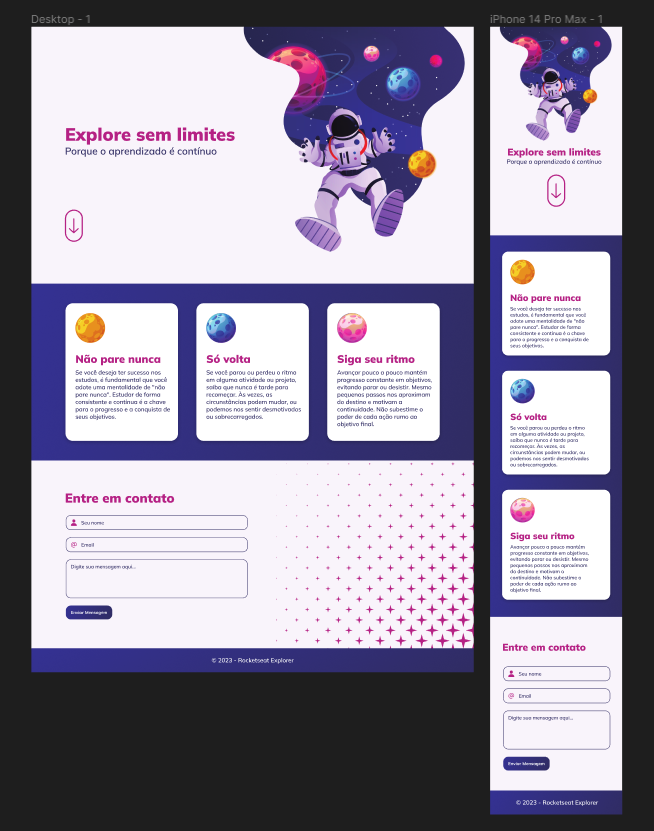 Desktop - 1
Explore sem limites
Porque o aprendizado é contínuo
Não pare nunca
Se você deseja ter sucesso nos
estudos, é fundamental que você
adote uma mentalidade de "não
pare nunca". Estudar de forma
consistente e contínua é a chave
para o progresso e a conquista de
seus objetivos.
Só volta
Se você parou ou perdeu o ritmo
em alguma atividade ou projeto,
saiba que nunca é tarde para
recomeçar. Às vezes, as
circunstâncias podem mudar, ou
podemos nos sentir desmotivados
ou sobrecarregados.
Siga seu ritmo
Avançar pouco a pouco mantém
progresso constante em objetivos,
evitando parar ou desistir. Mesmo
pequenos passos nos aproximam
do destino e mativam a
continuidade. Não subestime o
poder de cada ação rumo ao
objetivo final.
Entre em contato
Seu nome
@ Email
Digite sua mensagem aqui...
Enviar Mensagem
© 2023 - Rocketseat Explorer
iPhone 14 Pro Max - 1
Explore sem limites
Porque o aprendizado é contínuo
Não pare nunca
Se você deseja ter sucesso nos
estudos, é fundamental que você
adote uma mentalidade de "não
pare nunca". Estudar de forma
consistente e contínua é a chave
para o progresso e a conquista de
seus objetivos.
Só volta
Se você parou ou perdeu o ritmo
em alguma atividade ou projeto,
saiba que nunca é tarde para
recomeçar. Às vezes, as
circunstâncias podem mudar, ou
podemos nos sentir desmotivados
ou sobrecarregados.
Siga seu ritmo
Avançar pouco a pouco mantém
progresso constante em objetivos,
evitando parar ou desistir. Mesmo
pequenos passos nos aproximam
do destino e mativam a
continuidade. Não subestime o
poder de cada ação rumo ao
objetivo final.
Entre em contato
Seu nome
@ Email
Digite sua mensagem aqui...
Enviar Mensagem
© 2023 - Rocketseat Explorer